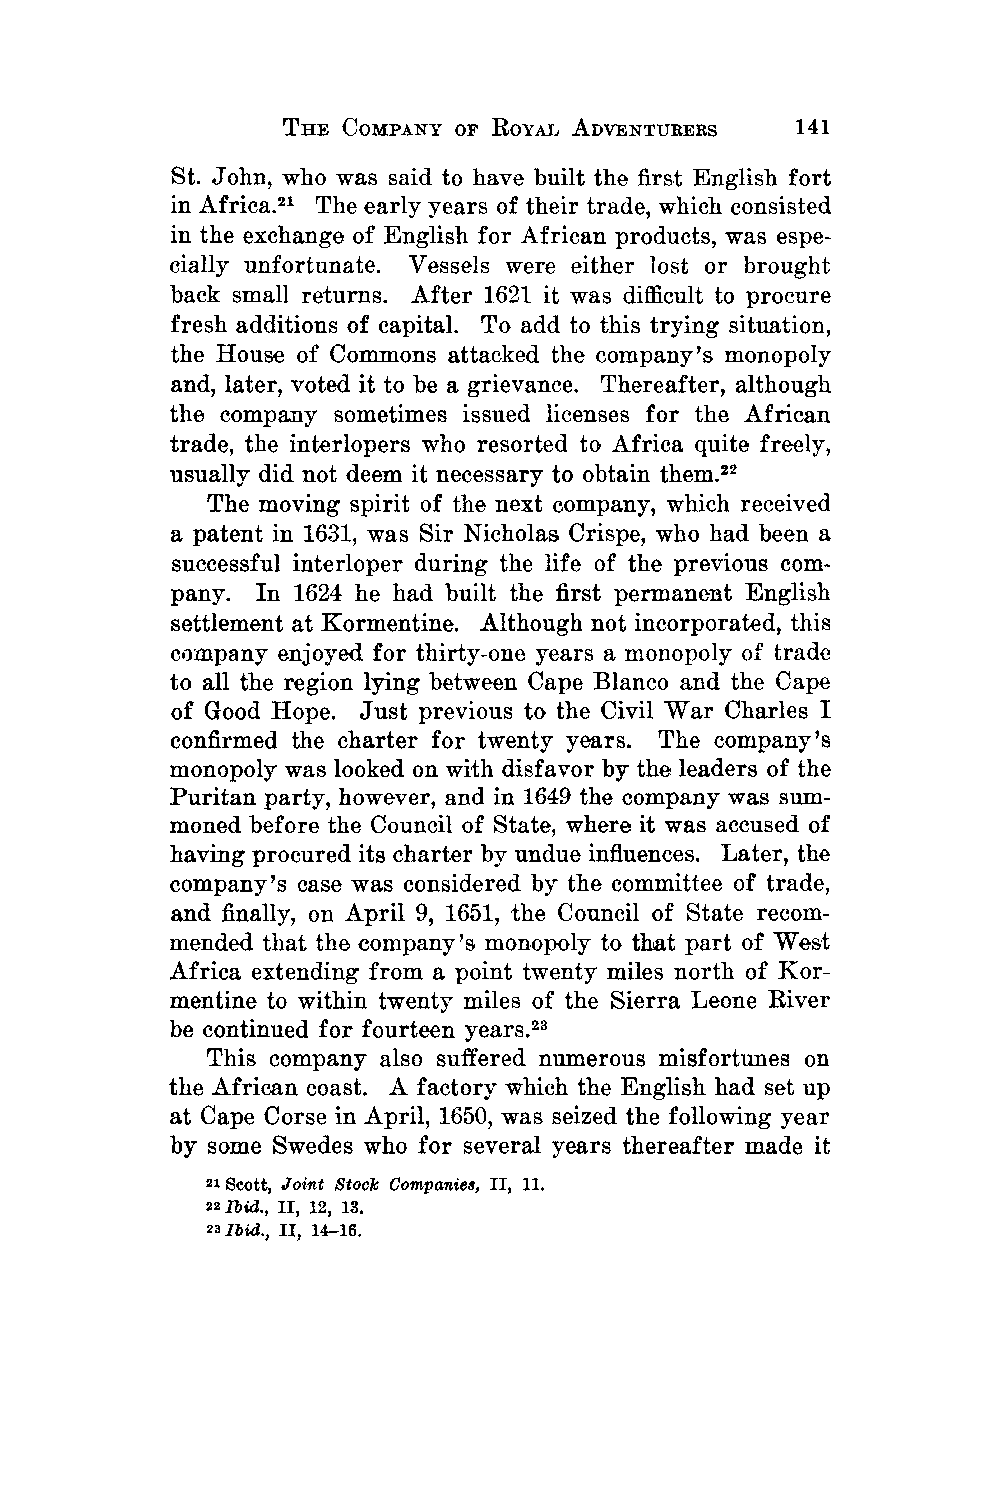 THE COMPANY OF ROYAL ADVENTURERS 141
St. John, who was said to have built the first English fort
in Africa.²¹ The early years of their trade, which consisted
in the exchange of English for African products, was espe-
cially unfortunate. Vessels were either lost or brought
back small returns. After 1621 it was difficult to procure
fresh additions of capital. To add to this trying situation,
the House of Commons attacked the company's monopoly
and, later, voted it to be a grievance. Thereafter, although
the company sometimes issued licenses for the African
trade, the interlopers who resorted to Africa quite freely,
usually did not deem it necessary to obtain them.²²
The moving spirit of the next company, which received
a patent in 1631, was Sir Nicholas Crispe, who had been a
successful interloper during the life of the previous com-
pany. In 1624 he had built the first permanent English
settlement at Kormentine. Although not incorporated, this
company enjoyed for thirty-one years a monopoly of trade
to all the region lying between Cape Blanco and the Cape
of Good Hope. Just previous to the Civil War Charles I
confirmed the charter for twenty years. The company's
monopoly was looked on with disfavor by the leaders of the
Puritan party, however, and in 1649 the company was sum-
moned before the Council of State, where it was accused of
having procured its charter by undue influences. Later, the
company's case was considered by the committee of trade,
and finally, on April 9, 1651, the Council of State recom-
mended that the company's monopoly to that part of West
Africa extending from a point twenty miles north of Kor-
mentine to within twenty miles of the Sierra Leone River
be continued for fourteen years.²³
This company also suffered numerous misfortunes on
the African coast. A factory which the English had set up
at Cape Corse in April, 1650, was seized the following year
by some Swedes who for several years thereafter made it
²¹ Scott, Joint Stock Companies, II, 11.
²² Ibid., II, 12, 13.
²³ Ibid., II, 14–16.